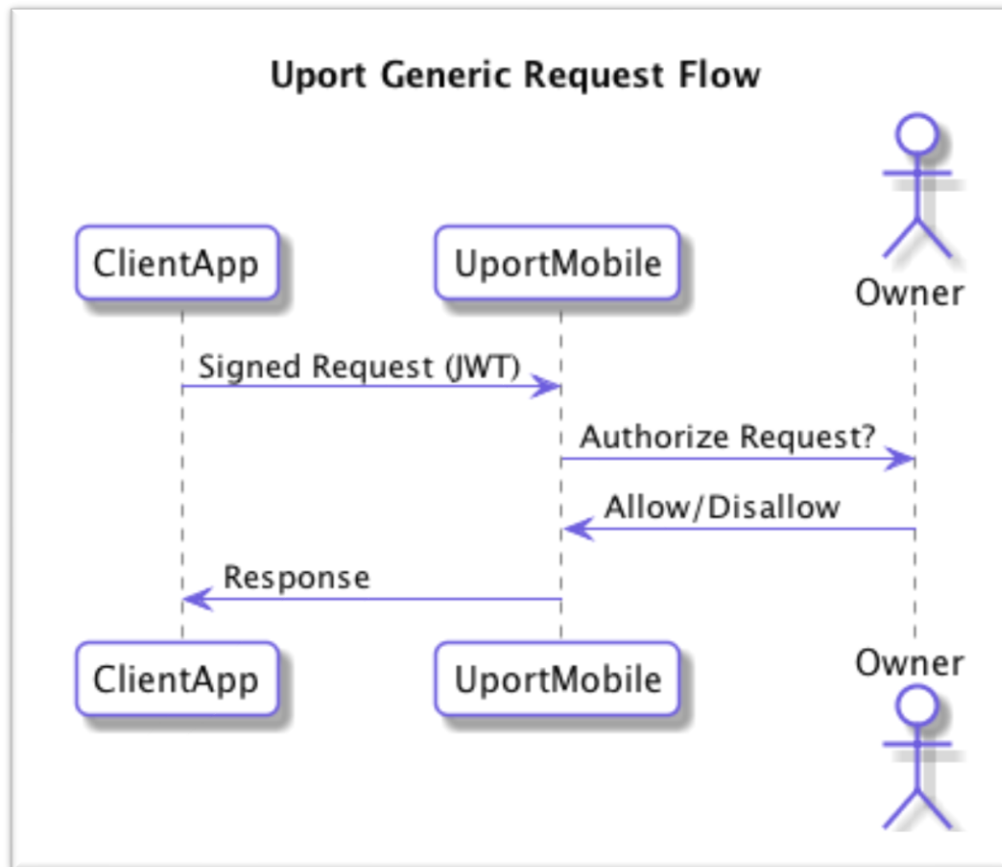 Uport Generic Request Flow
ClientApp
UportMobile
Owner
Signed Request (JWT)
Authorize Request?
Allow/Disallow
Response
ClientApp
UportMobile
Owner